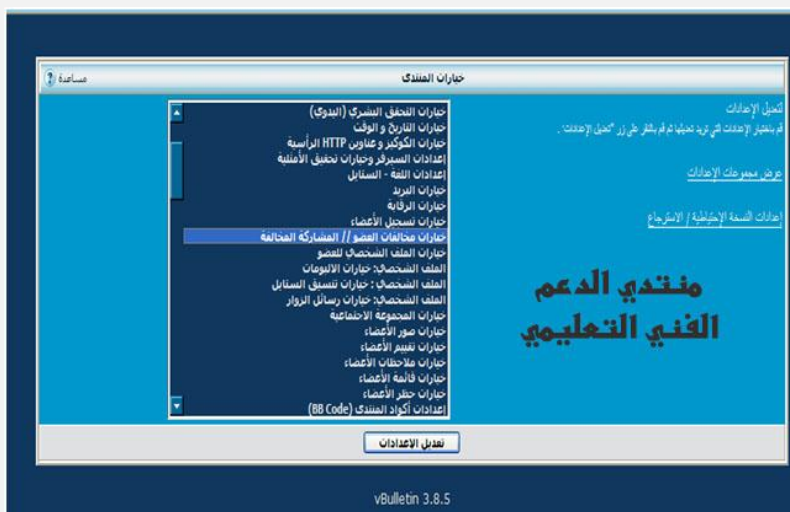 خيارات المنتدى
مساعدة
لتعديل الإعدادات
قم باختيار الإعدادات التي تريد تعديلها ثم قم بالنقر على زر "تعديل الإعدادات" .
عرض مجموعات الإعدادات
إعدادات النسخة الإحتياطية / الاسترجاع
منتدي الدعم
الفني التعليمي
خيارات التحقق البشري (اليدوي)
خيارات التاريخ و الوقت
خيارات الكوكيز و عناوين HTTP الرأسية
إعدادات السيرفر وخيارات تحقيق الأمثلية
إعدادات اللغة - الستايل
خيارات البريد
خيارات الرقابة
خيارات تسجيل الأعضاء
خيارات مخالفات العضو // المشاركة المخالفة
خيارات الملف الشخصي للعضو
الملف الشخصي: خيارات الالبومات
الملف الشخصي : خيارات تنسيق الستايل
الملف الشخصي: خيارات رسائل الزوار
خيارات المجموعة الاجتماعية
خيارات صور الأعضاء
خيارات تقييم الأعضاء
خيارات ملاحظات الأعضاء
خيارات قائمة الأعضاء
خيارات حظر الأعضاء
إعدادات أكواد المنتدى (BB Code)
تعديل الإعدادات
vBulletin 3.8.5